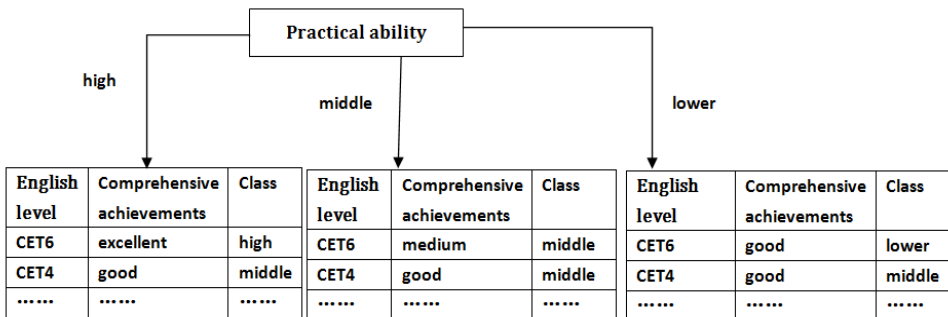 Practical ability
high
middle
lower
English Comprehensive Class
level achievements
CET6 excellent high
CET4 good middle
…… …… ……
English Comprehensive Class
level achievements
CET6 medium middle
CET4 good middle
…… …… ……
English Comprehensive Class
level achievements
CET6 good lower
CET4 good middle
…… …… ……